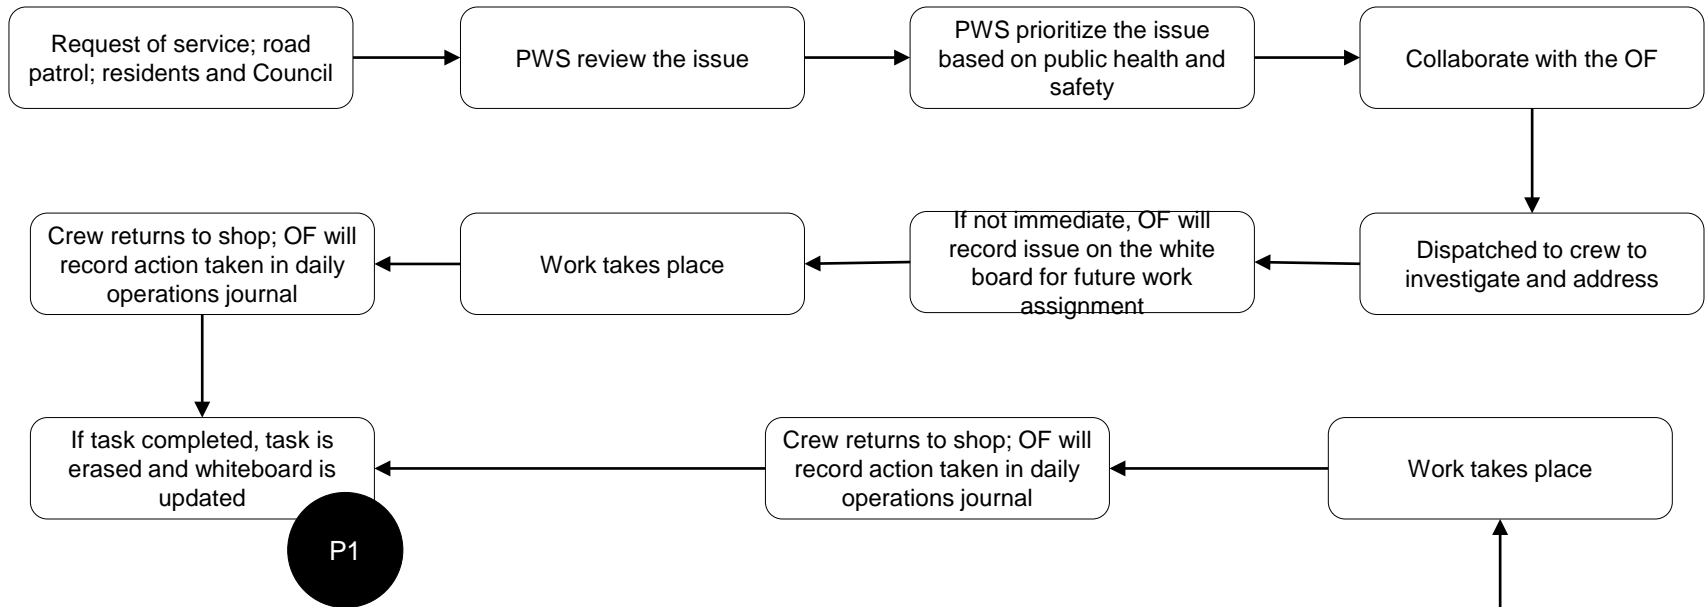 Request of service; road
patrol; residents and Council
PWS review the issue
PWS prioritize the issue
based on public health and
safety
Collaborate with the OF
Crew returns to shop; OF will
record action taken in daily
operations journal
Work takes place
If not immediate, OF will
record issue on the white
board for future work
assignment
Dispatched to crew to
investigate and address
If task completed, task is
erased and whiteboard is
updated
Crew returns to shop; OF will
record action taken in daily
operations journal
Work takes place
P1